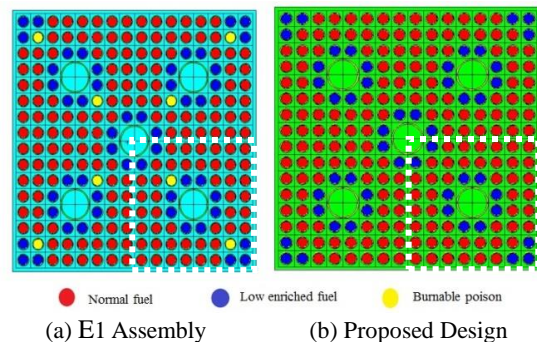 Normal fuel Low enriched fuel Burnable poison
(a) E1 Assembly (b) Proposed Design